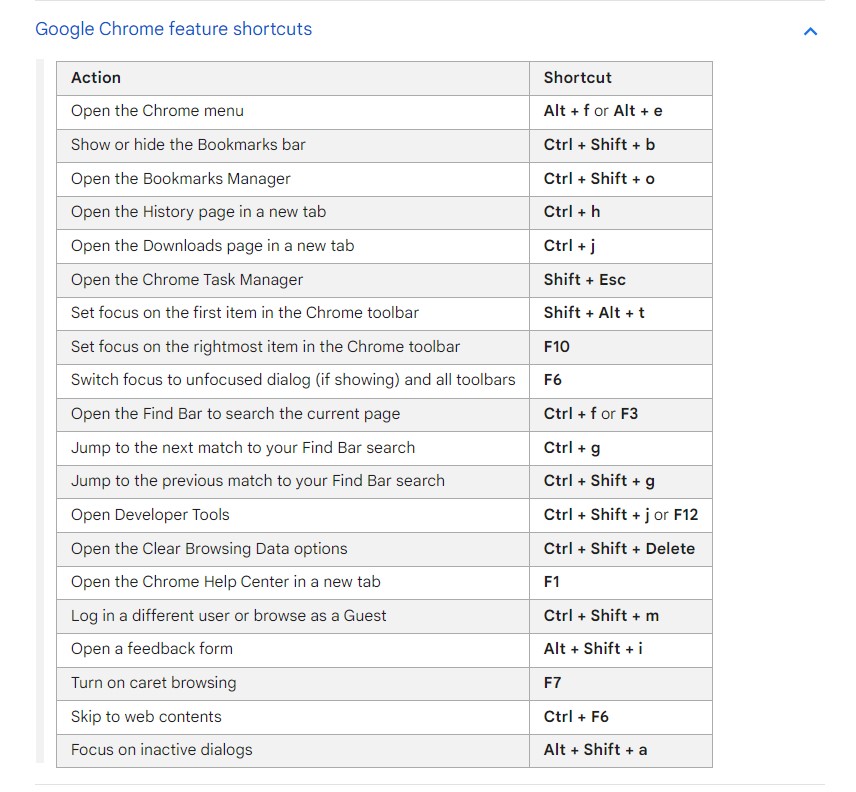 Google Chrome feature shortcuts
Action Shortcut
Open the Chrome menu Alt + f or Alt + e
Show or hide the Bookmarks bar Ctrl + Shift + b
Open the Bookmarks Manager Ctrl + Shift + o
Open the History page in a new tab Ctrl + h
Open the Downloads page in a new tab Ctrl + j
Open the Chrome Task Manager Shift + Esc
Set focus on the first item in the Chrome toolbar Shift + Alt + t
Set focus on the rightmost item in the Chrome toolbar F10
Switch focus to unfocused dialog (if showing) and all toolbars F6
Open the Find Bar to search the current page Ctrl + f or F3
Jump to the next match to your Find Bar search Ctrl + g
Jump to the previous match to your Find Bar search Ctrl + Shift + g
Open Developer Tools Ctrl + Shift + j or F12
Open the Clear Browsing Data options Ctrl + Shift + Delete
Open the Chrome Help Center in a new tab F1
Log in a different user or browse as a Guest Ctrl + Shift + m
Open a feedback form Alt + Shift + i
Turn on caret browsing F7
Skip to web contents Ctrl + F6
Focus on inactive dialogs Alt + Shift + a